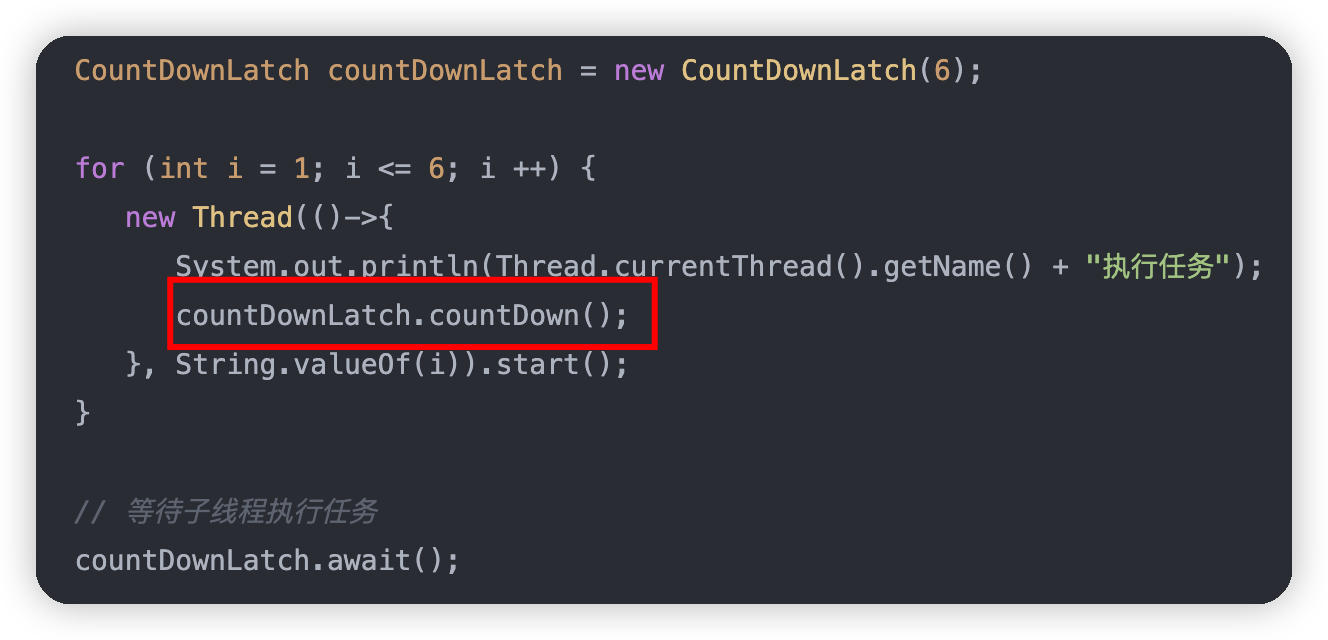 CountDownLatch countDownLatch = new CountDownLatch(6);
for (int i = 1; i <= 6; i ++) {
new Thread(()->{
System.out.println(Thread.currentThread().getName() + "执行任务");
countDownLatch.countDown();
}, String.valueOf(i)).start();
}
// 等待子线程执行任务
countDownLatch.await();